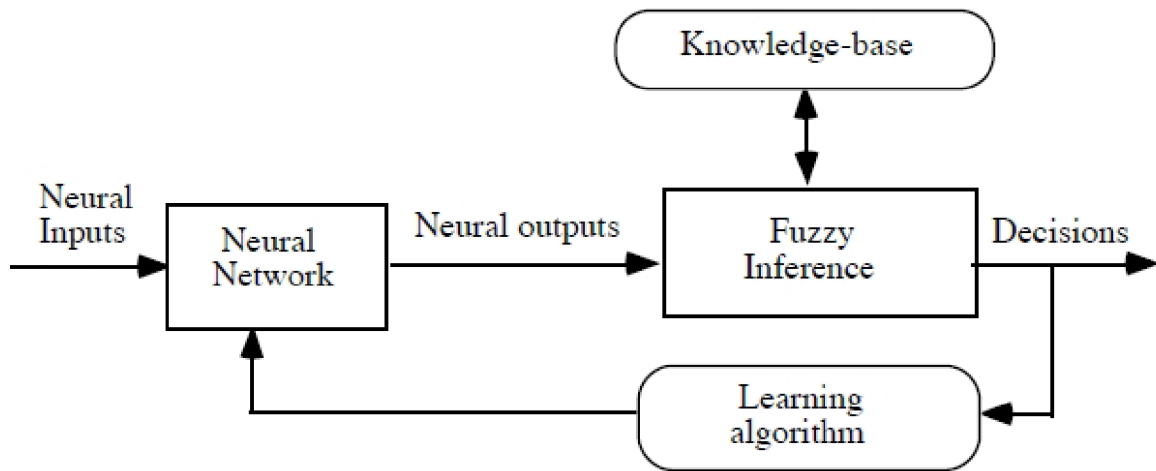 Knowledge-base
Neural
Inputs
Neural
Network
Neural outputs
Fuzzy
Inference
Decisions
Learning
algorithm